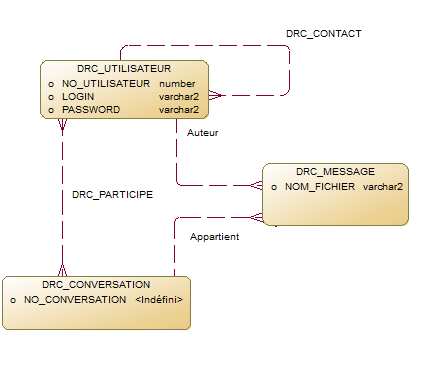 DRC_CONTACT
DRC_UTILISATEUR
o NO_UTILISATEUR number
o LOGIN varchar2
o PASSWORD varchar2
Auteur
DRC_MESSAGE
o NOM_FICHIER varchar2
DRC_PARTICIPE
Appartient
DRC_CONVERSATION
o NO_CONVERSATION <Indéfini>